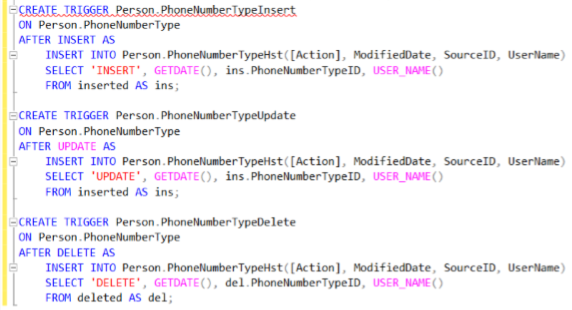 CREATE TRIGGER Person.PhoneNumberTypeInsert
ON Person.PhoneNumberType
AFTER INSERT AS
INSERT INTO Person.PhoneNumberTypeHst([Action], ModifiedDate, SourceID, UserName)
SELECT 'INSERT', GETDATE(), ins.PhoneNumberTypeID, USER_NAME()
FROM inserted AS ins;
CREATE TRIGGER Person.PhoneNumberTypeUpdate
ON Person.PhoneNumberType
AFTER UPDATE AS
INSERT INTO Person.PhoneNumberTypeHst([Action], ModifiedDate, SourceID, UserName)
SELECT 'UPDATE', GETDATE(), ins.PhoneNumberTypeID, USER_NAME()
FROM inserted AS ins;
CREATE TRIGGER Person.PhoneNumberTypeDelete
ON Person.PhoneNumberType
AFTER DELETE AS
INSERT INTO Person.PhoneNumberTypeHst([Action], ModifiedDate, SourceID, UserName)
SELECT 'DELETE', GETDATE(), del.PhoneNumberTypeID, USER_NAME()
FROM deleted AS del;